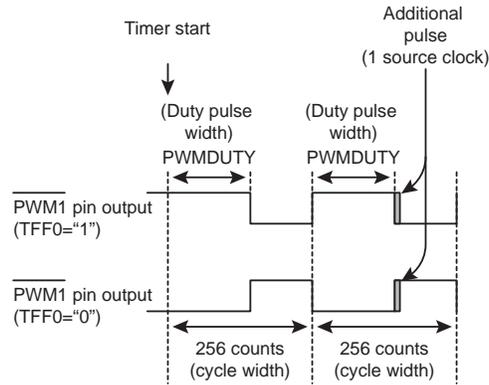 Additional
pulse
(1 source clock)
Timer start
(Duty pulse
width)
PWMDUTY
(Duty pulse
width)
PWMDUTY
PWM1 pin output
(TFF0=“1”)
PWM1 pin output
(TFF0=“0”)
256 counts
(cycle width)
256 counts
(cycle width)